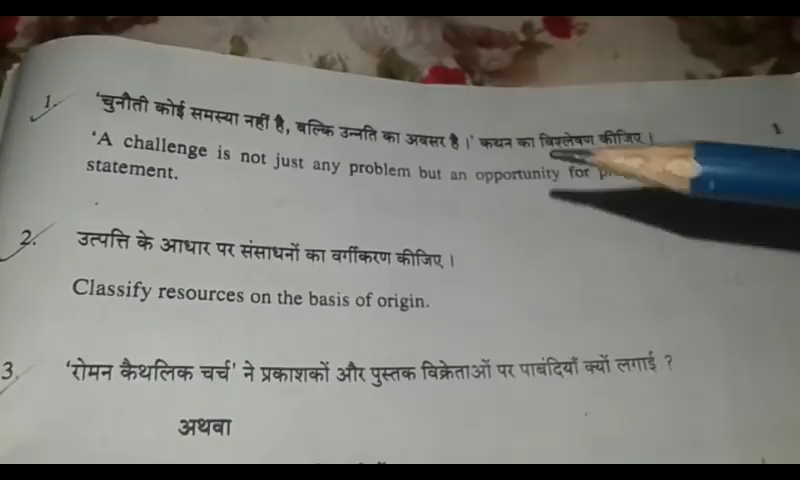 1.
'चुनौती कोई समस्या नहीं है, बल्कि उन्नति का अवसर है ।' कथन का विश्लेषण कीजिए ।
1
'A challenge is not just any problem but an opportunity for
statement.
2.
उत्पत्ति के आधार पर संसाधनों का वर्गीकरण कीजिए ।
Classify resources on the basis of origin.
3.
'रोमन कैथलिक चर्च' ने प्रकाशकों और पुस्तक विक्रेताओं पर पाबंदियाँ क्यों लगाई ?
अथवा